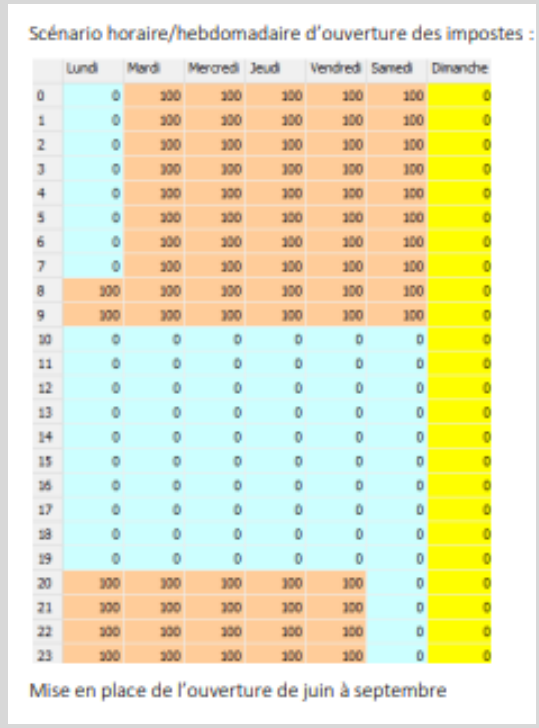 Scénario horaire/hebdomadaire d'ouverture des impostes :
Lundi Mardi Mercredi Jeudi Vendredi Samedi Dimanche
0 0 100 100 100 100 100 0
1 0 100 100 100 100 100 0
2 0 100 100 100 100 100 0
3 0 100 100 100 100 100 0
4 0 100 100 100 100 100 0
5 0 100 100 100 100 100 0
6 0 100 100 100 100 100 0
7 0 100 100 100 100 100 0
8 100 100 100 100 100 100 0
9 100 100 100 100 100 100 0
10 0 0 0 0 0 0 0
11 0 0 0 0 0 0 0
12 0 0 0 0 0 0 0
13 0 0 0 0 0 0 0
14 0 0 0 0 0 0 0
15 0 0 0 0 0 0 0
16 0 0 0 0 0 0 0
17 0 0 0 0 0 0 0
18 0 0 0 0 0 0 0
19 0 0 0 0 0 0 0
20 100 100 100 100 100 0 0
21 100 100 100 100 100 0 0
22 100 100 100 100 100 0 0
23 100 100 100 100 100 0 0
Mise en place de l'ouverture de juin à septembre